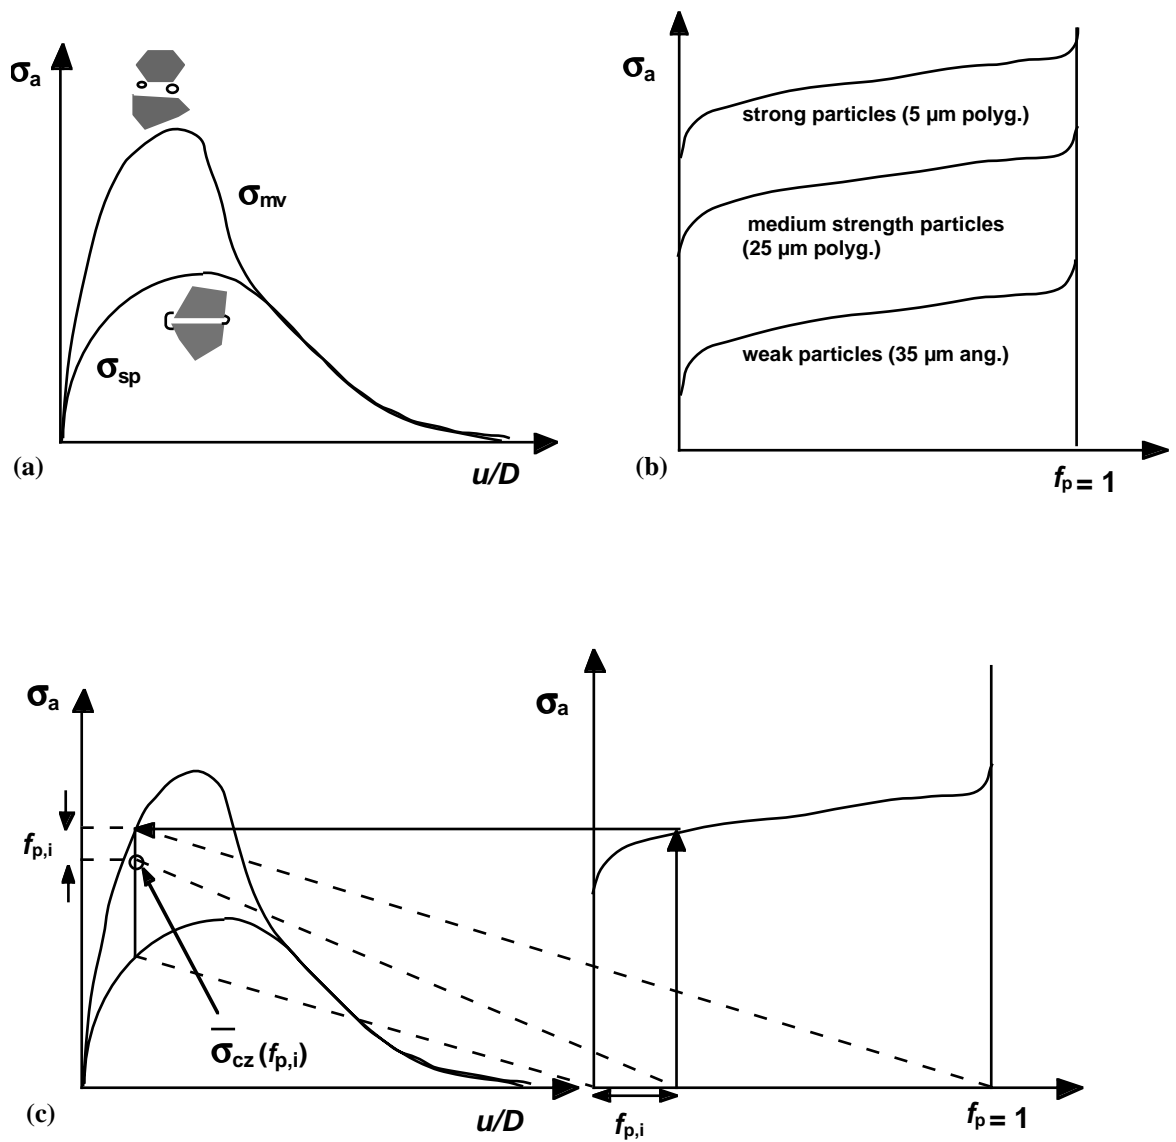 σa
σmv
σsp
u/D
(a)
σa
strong particles (5 µm polyg.)
medium strength particles
(25 µm polyg.)
weak particles (35 µm ang.)
(b)
fp = 1
σa
fp,i
σ̅cz (fp,i)
u/D
(c)
σa
fp,i
fp = 1